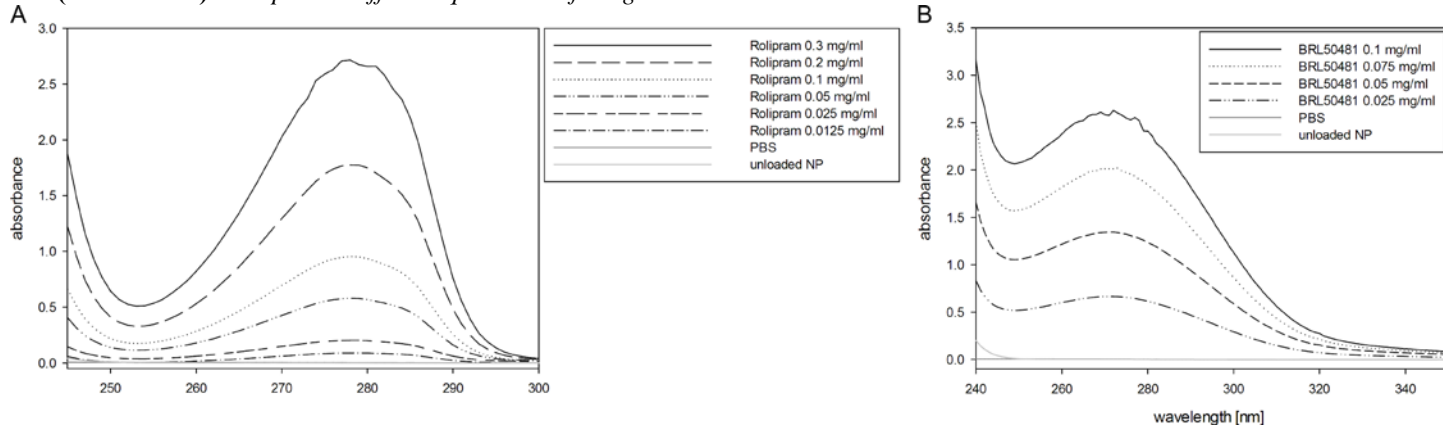 A
absorbance
3.0
2.5
2.0
1.5
1.0
0.5
0.0
250
260
270
280
290
300
Rolipram 0.3 mg/ml
Rolipram 0.2 mg/ml
Rolipram 0.1 mg/ml
Rolipram 0.05 mg/ml
Rolipram 0.025 mg/ml
Rolipram 0.0125 mg/ml
PBS
unloaded NP
B
absorbance
3.5
3.0
2.5
2.0
1.5
1.0
0.5
0.0
240
260
280
300
320
340
wavelength [nm]
BRL50481 0.1 mg/ml
BRL50481 0.075 mg/ml
BRL50481 0.05 mg/ml
BRL50481 0.025 mg/ml
PBS
unloaded NP